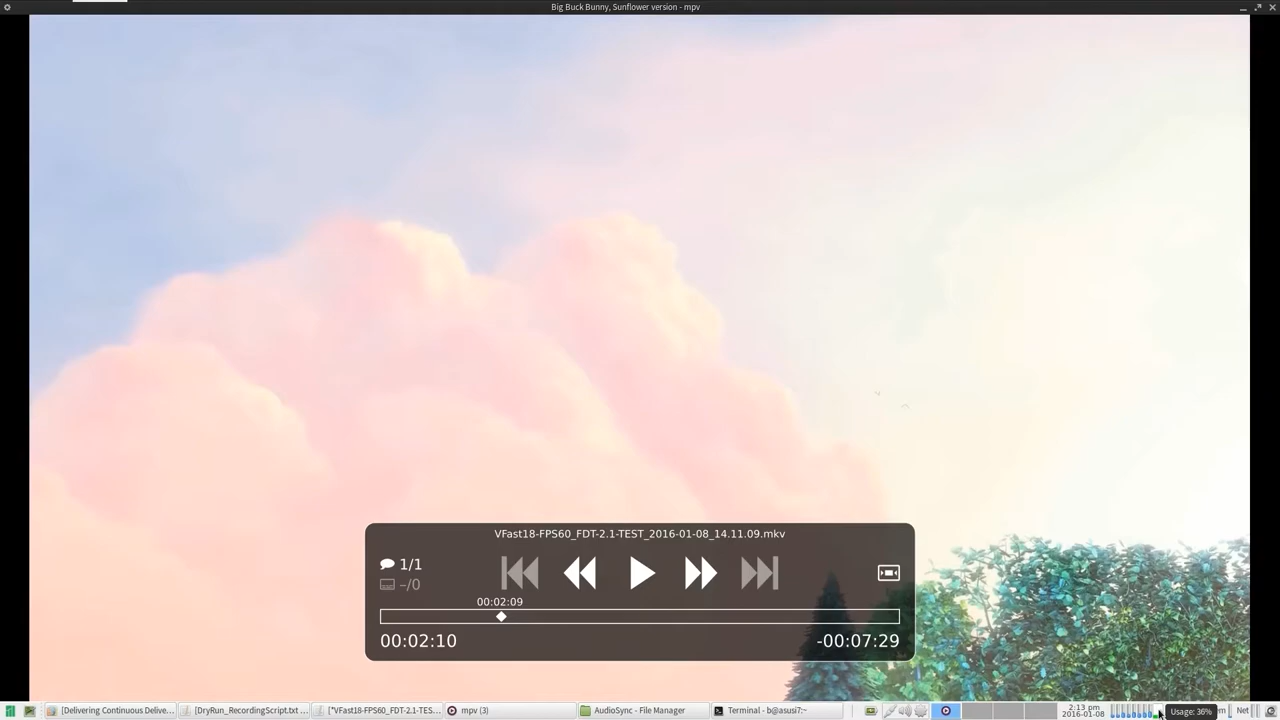 Big Buck Bunny, Sunflower version - mpv
VFast18-FPS60_FDT-2.1-TEST_2016-01-08_14.11.09.mkv
1/1
–/0
00:02:09
00:02:10
-00:07:29
[Delivering Continuous Delive...
[DryRun_RecordingScript.txt ...
[*VFast18-FPS60_FDT-2.1-TES...
mpv (3)
AudioSync - File Manager
Terminal - b@asusi7:~
2:13 pm
2016-01-08
Usage: 36%
Net